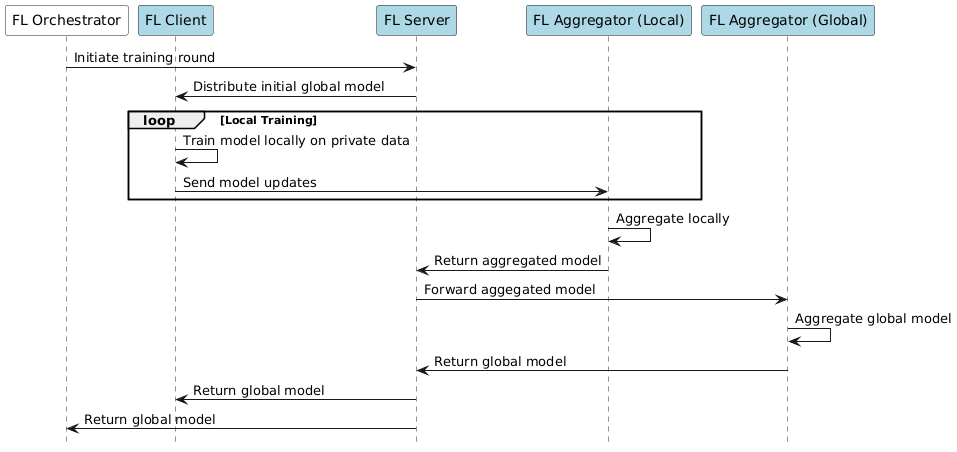 FL Orchestrator
FL Client
FL Server
FL Aggregator (Local)
FL Aggregator (Global)
Initiate training round
Distribute initial global model
loop
[Local Training]
Train model locally on private data
Send model updates
Aggregate locally
Return aggregated model
Forward aggegated model
Aggregate global model
Return global model
Return global model
Return global model